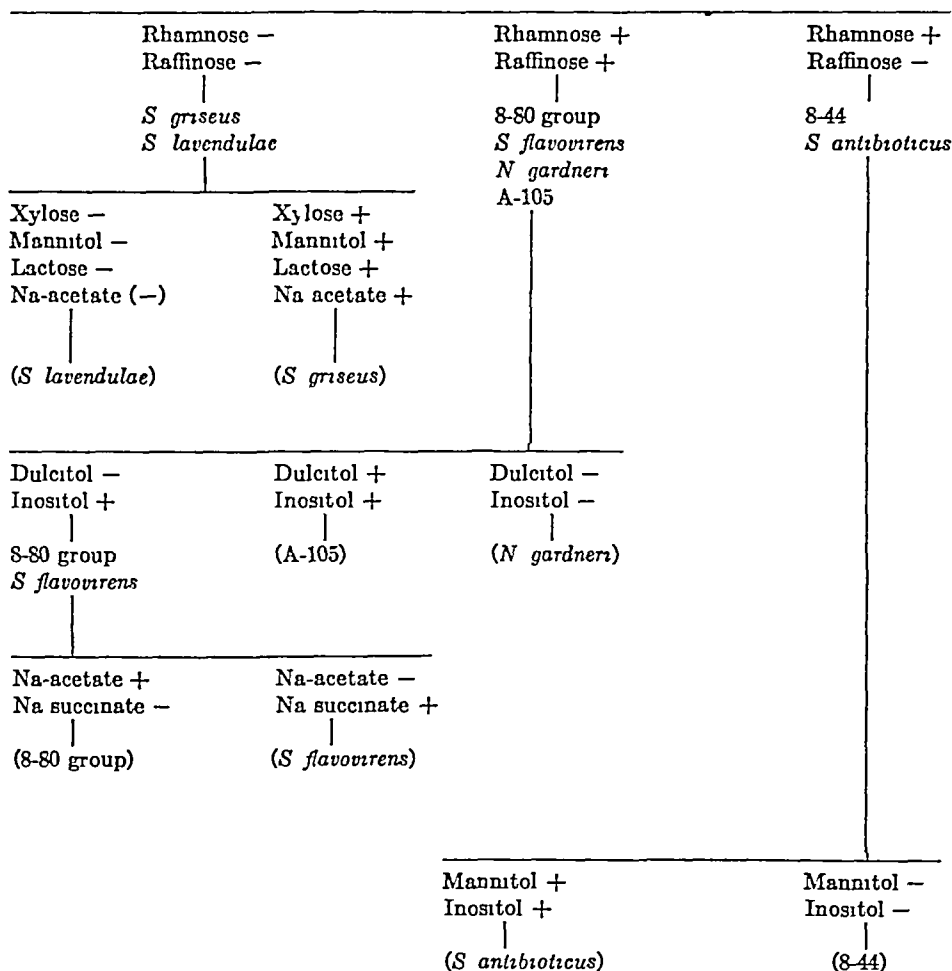 Rhamnose − Rhamnose + Rhamnose +
Raffinose − Raffinose + Raffinose −
S griseus 8-80 group 8-44
S lavendulae S flavovirens S antibioticus
N gardneri
A-105
Xylose − Xylose +
Mannitol − Mannitol +
Lactose − Lactose +
Na-acetate (−) Na acetate +
(S lavendulae) (S griseus)
Dulcitol − Dulcitol + Dulcitol −
Inositol + Inositol + Inositol −
8-80 group (A-105) (N gardneri)
S flavovirens
Na-acetate + Na-acetate −
Na succinate − Na succinate +
(8-80 group) (S flavovirens)
Mannitol + Mannitol −
Inositol + Inositol −
(S antibioticus) (8-44)